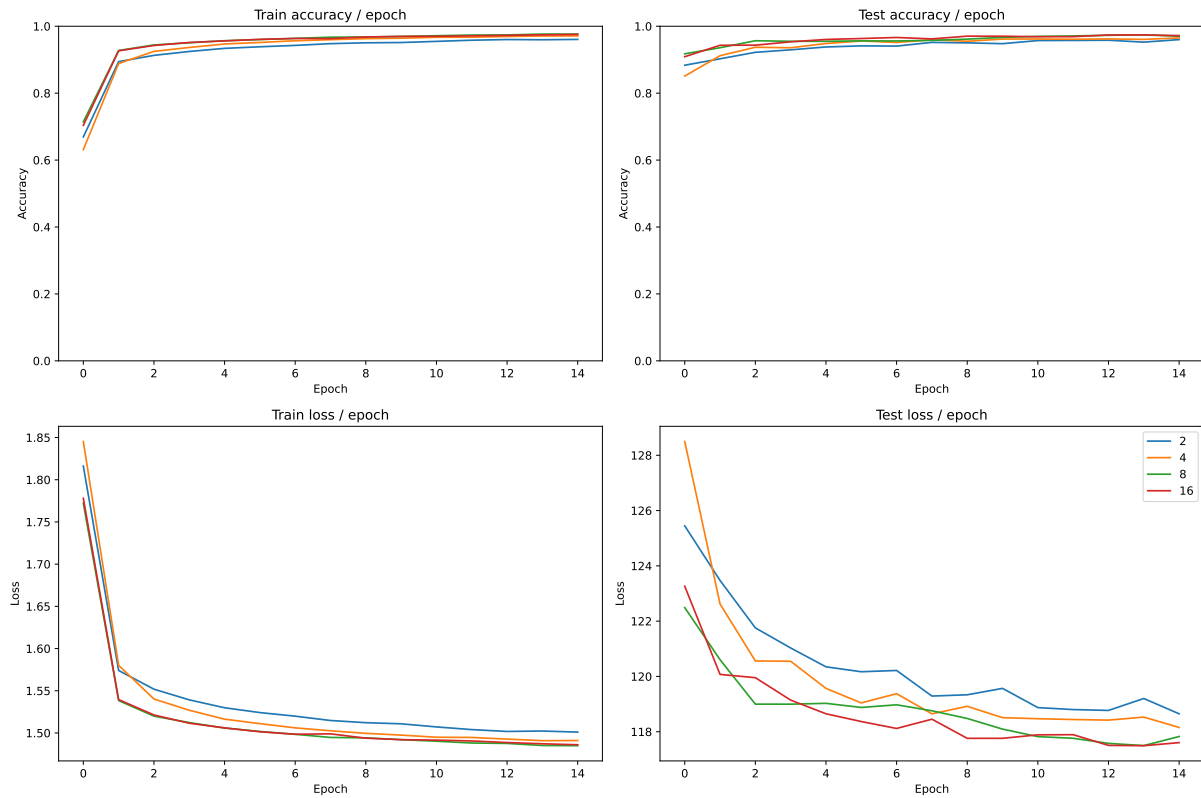 Train accuracy / epoch
Test accuracy / epoch
1.0
0.8
0.6
0.4
0.2
0.0
Accuracy
0 2 4 6 8 10 12 14
Epoch
1.0
0.8
0.6
0.4
0.2
0.0
Accuracy
0 2 4 6 8 10 12 14
Epoch
Train loss / epoch
1.85
1.80
1.75
1.70
1.65
1.60
1.55
1.50
Loss
0 2 4 6 8 10 12 14
Epoch
Test loss / epoch
128
126
124
122
120
118
Loss
2
4
8
16
0 2 4 6 8 10 12 14
Epoch